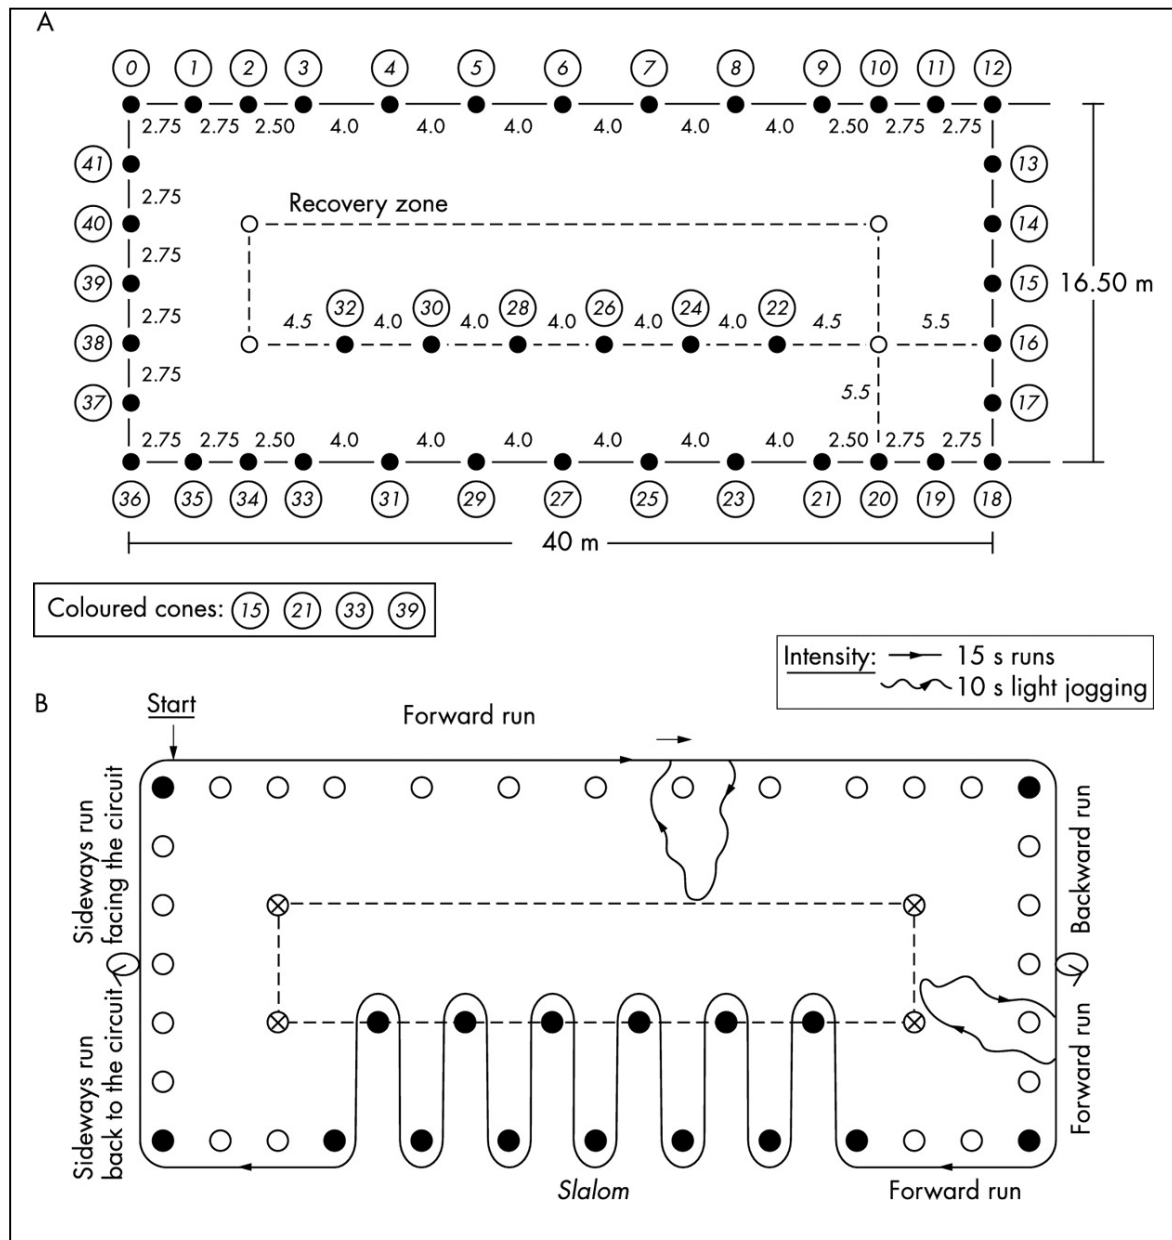 A
0 1 2 3 4 5 6 7 8 9 10 11 12
2.75 2.75 2.50 4.0 4.0 4.0 4.0 4.0 4.0 2.50 2.75 2.75
41 13
2.75
40 Recovery zone 14
2.75
39 15 16.50 m
2.75 32 30 28 26 24 22
4.5 4.0 4.0 4.0 4.0 4.0 4.5 5.5
38 16
2.75 5.5
37 17
2.75 2.75 2.50 4.0 4.0 4.0 4.0 4.0 4.0 2.50 2.75 2.75
36 35 34 33 31 29 27 25 23 21 20 19 18
40 m
Coloured cones: 15 21 33 39
Intensity: 15 s runs
10 s light jogging
B
Start
Forward run
Sideways run
facing the circuit
Backward run
Sideways run
back to the circuit
Forward run
Slalom
Forward run